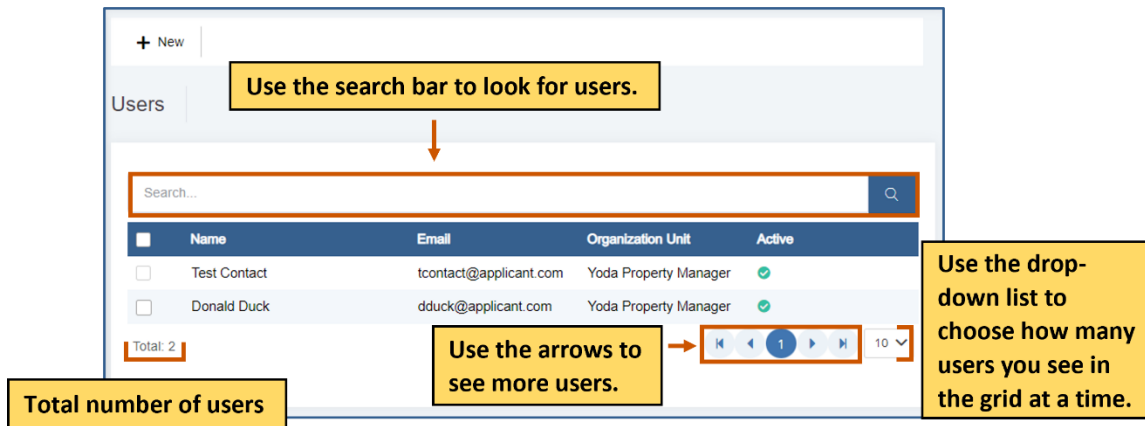 + New
Use the search bar to look for users.
Users
Search...
Name Email Organization Unit Active
Test Contact tcontact@applicant.com Yoda Property Manager
Donald Duck dduck@applicant.com Yoda Property Manager
Total: 2
1
10
Use the arrows to
see more users.
Use the drop-
down list to
choose how many
users you see in
the grid at a time.
Total number of users